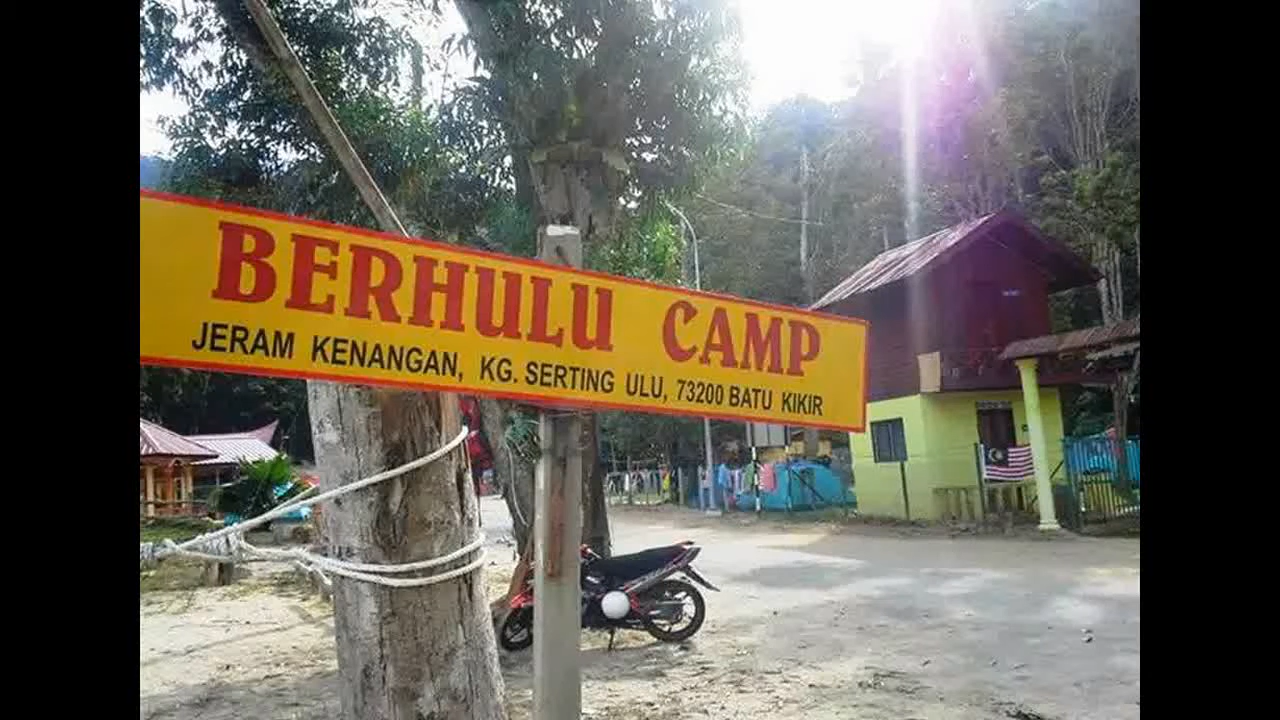 BERHULU CAMP
JERAM KENANGAN, KG. SERTING ULU, 73200 BATU KIKIR